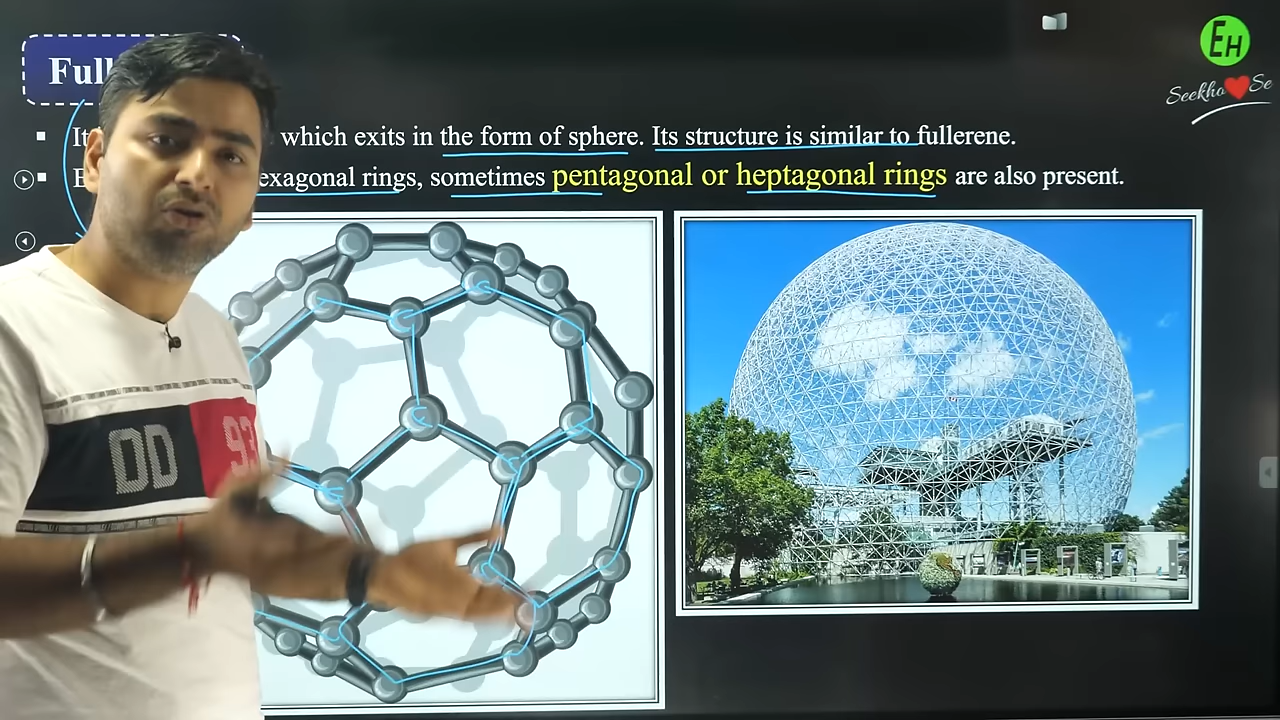 Full
EH
Seekho ❤ Se
It which exits in the form of sphere. Its structure is similar to fullerene.
exagonal rings, sometimes pentagonal or heptagonal rings are also present.
DD 93
C
C
C